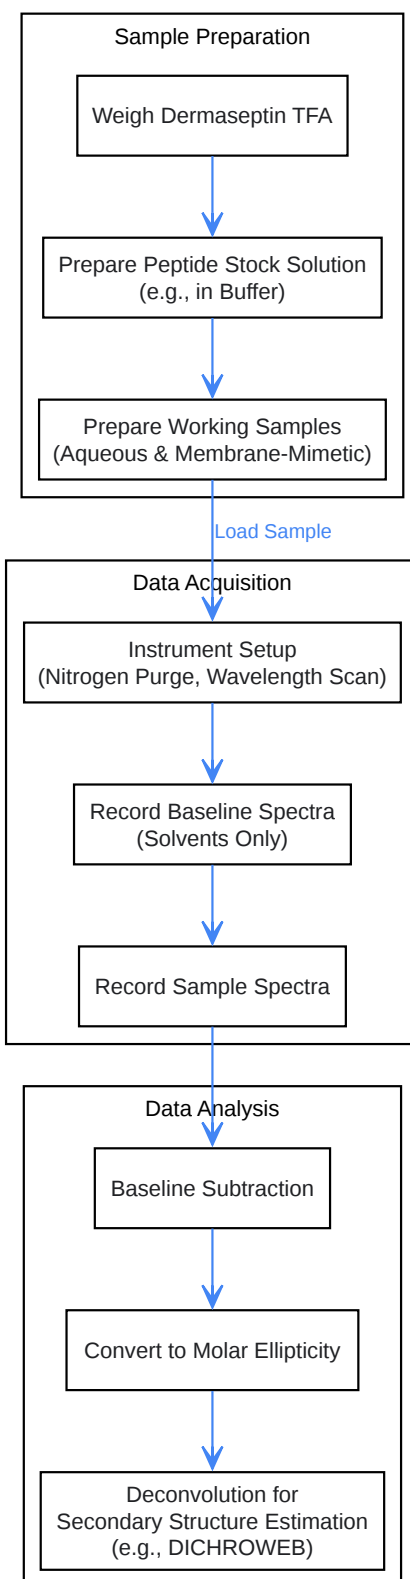 Sample Preparation
Weigh Dermaseptin TFA
Prepare Peptide Stock Solution
(e.g., in Buffer)
Prepare Working Samples
(Aqueous & Membrane-Mimetic)
Load Sample
Data Acquisition
Instrument Setup
(Nitrogen Purge, Wavelength Scan)
Record Baseline Spectra
(Solvents Only)
Record Sample Spectra
Data Analysis
Baseline Subtraction
Convert to Molar Ellipticity
Deconvolution for
Secondary Structure Estimation
(e.g., DICHROWEB)